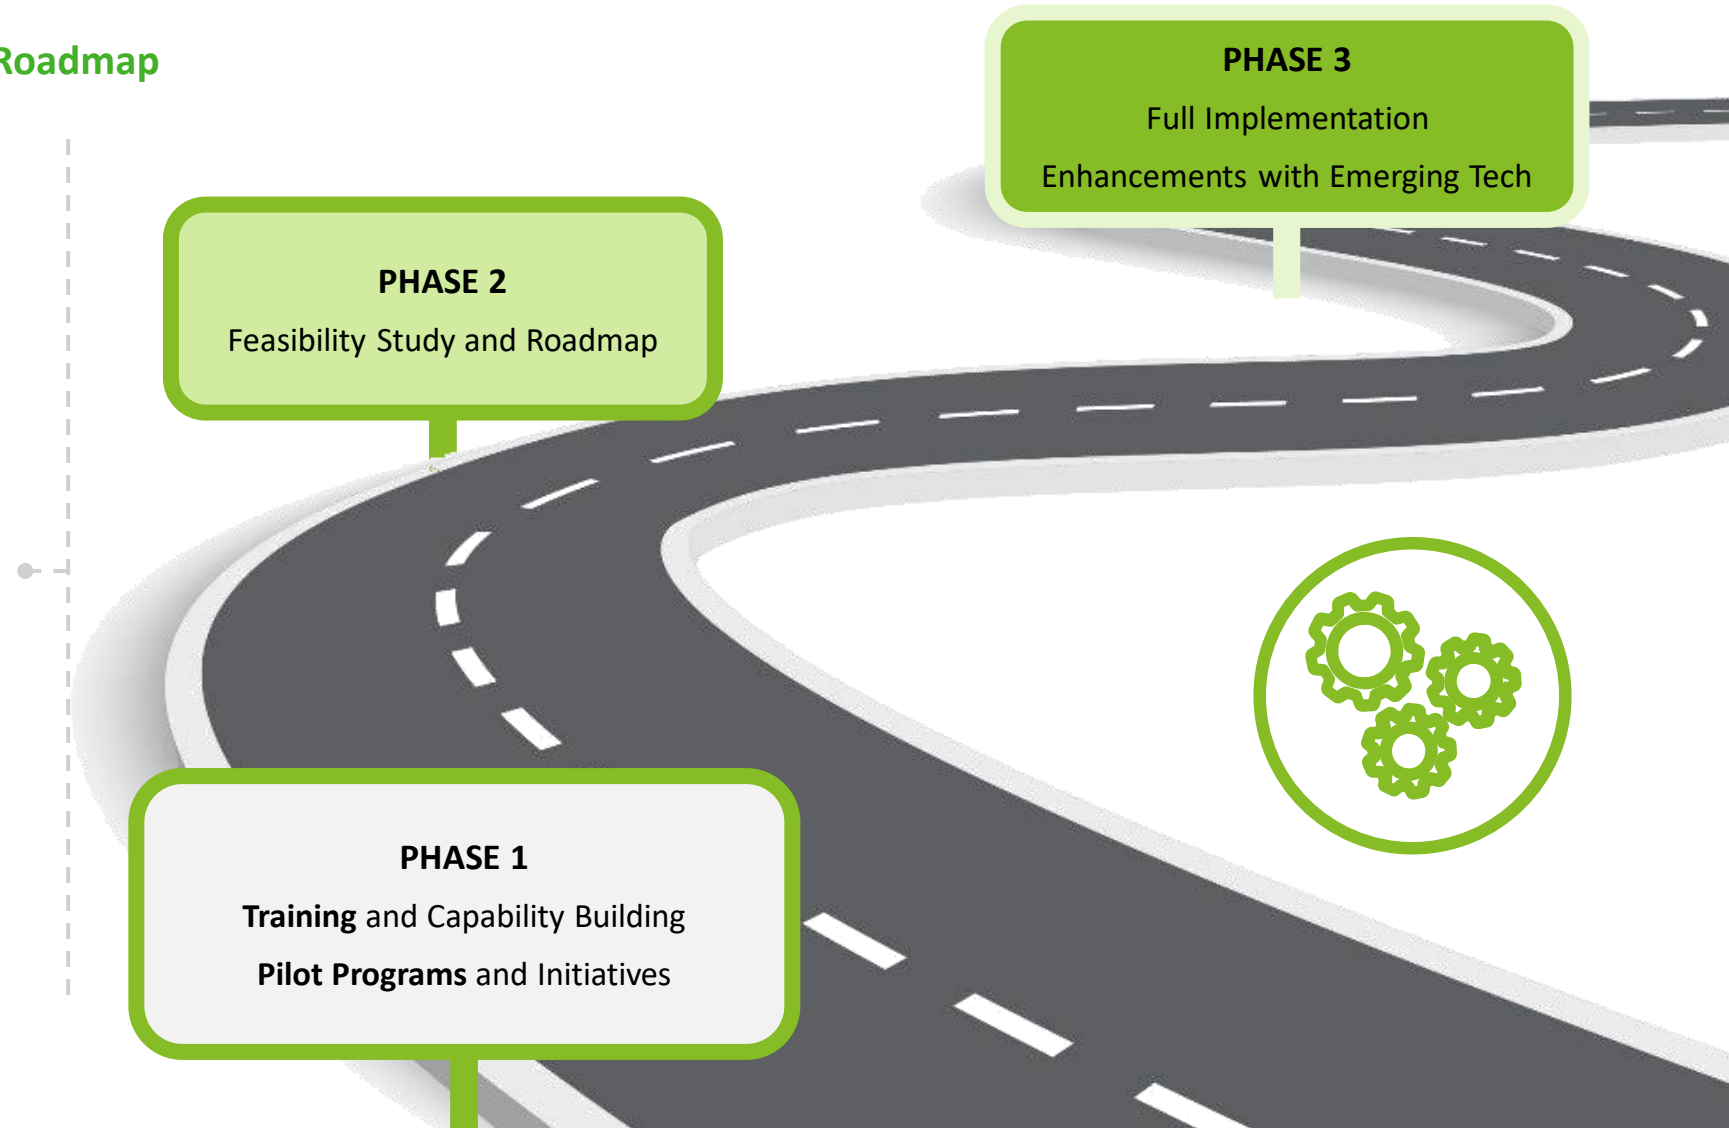 Roadmap
PHASE 3
Full Implementation
Enhancements with Emerging Tech
PHASE 2
Feasibility Study and Roadmap
PHASE 1
Training and Capability Building
Pilot Programs and Initiatives